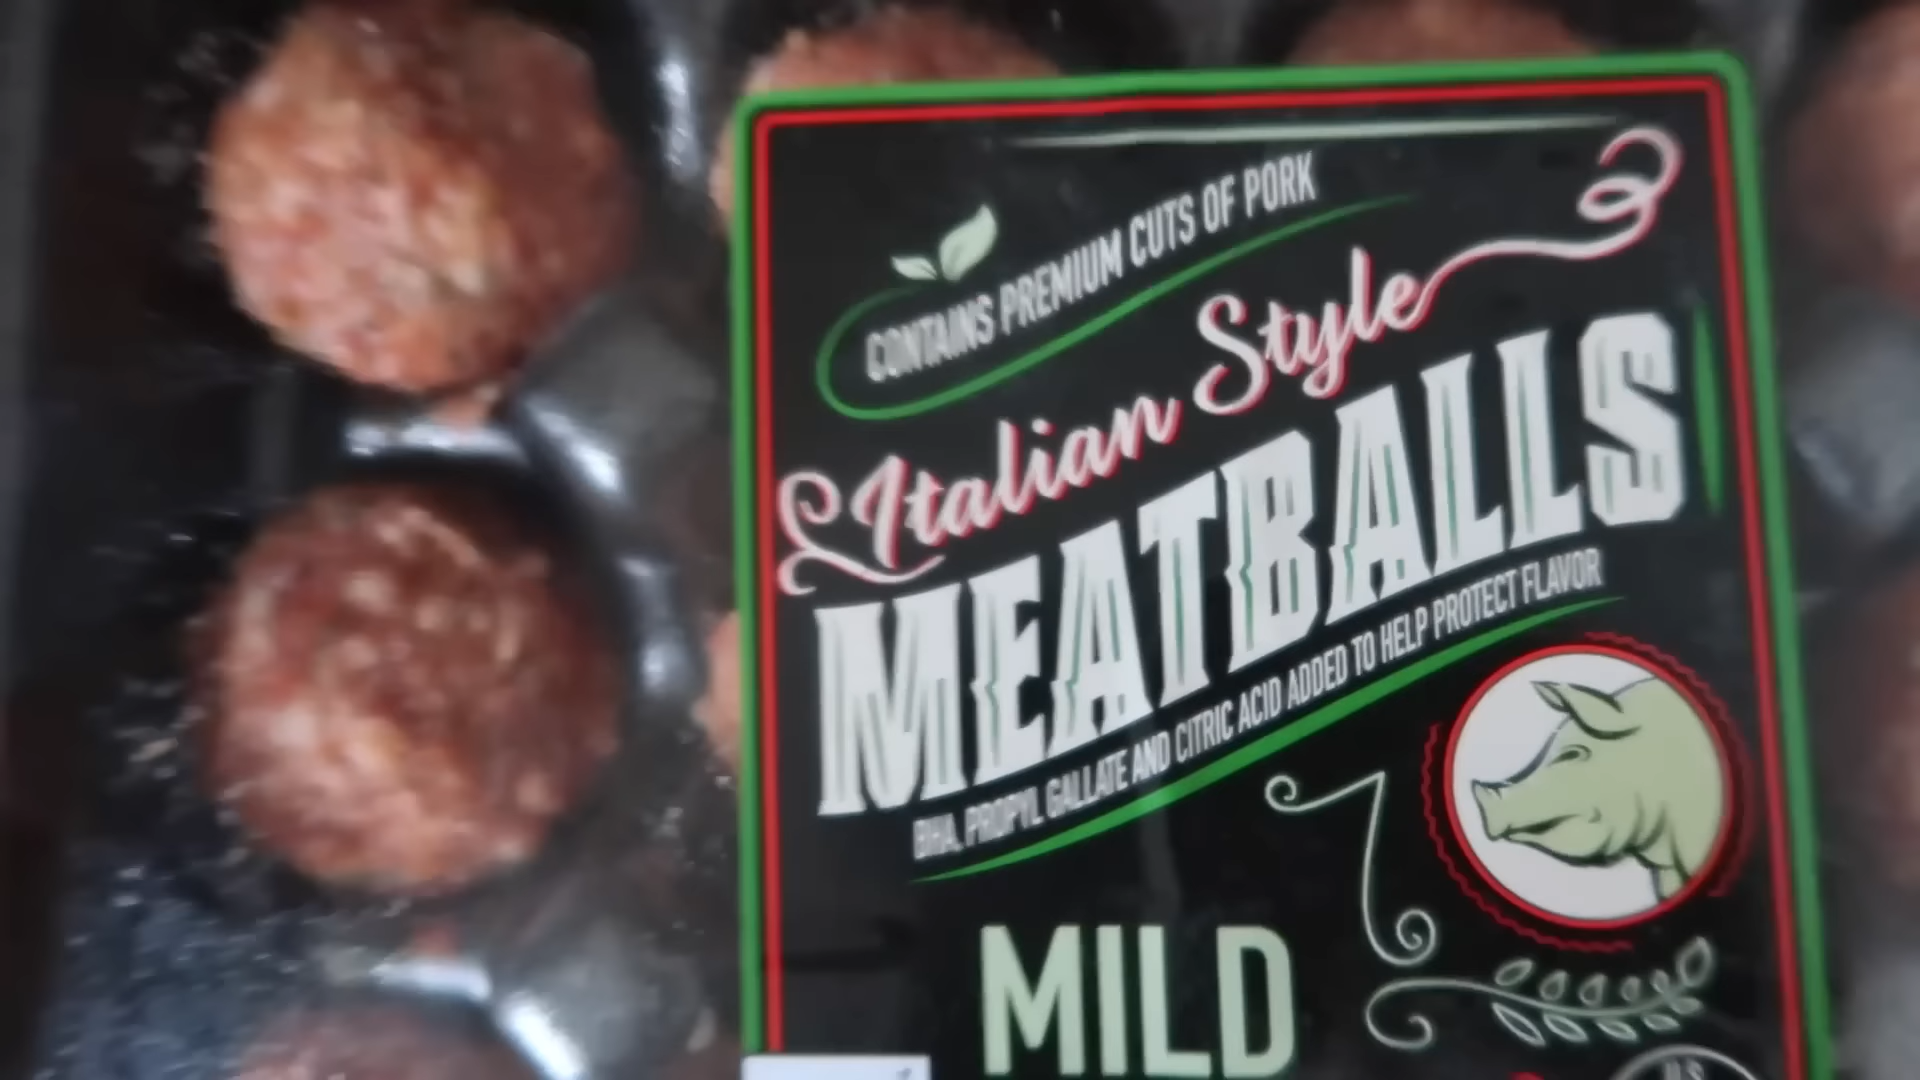 CONTAINS PREMIUM CUTS OF PORK
Italian Style
MEATBALLS
BHA, PROPYL GALLATE AND CITRIC ACID ADDED TO HELP PROTECT FLAVOR
MILD
U.S.